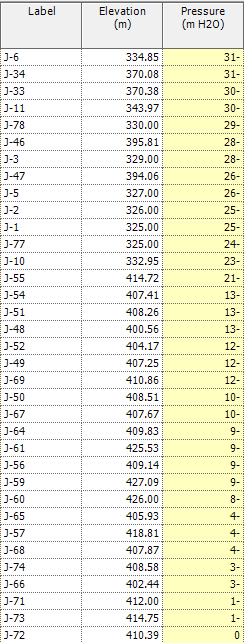 Label Elevation (m) Pressure (m H2O)
J-6 334.85 31-
J-34 370.08 31-
J-33 370.38 30-
J-11 343.97 30-
J-78 330.00 29-
J-46 395.81 28-
J-3 329.00 28-
J-47 394.06 26-
J-5 327.00 26-
J-2 326.00 25-
J-1 325.00 25-
J-77 325.00 24-
J-10 332.95 23-
J-55 414.72 21-
J-54 407.41 13-
J-51 408.26 13-
J-48 400.56 13-
J-52 404.17 12-
J-49 407.25 12-
J-69 410.86 12-
J-50 408.51 10-
J-67 407.67 10-
J-64 409.83 9-
J-61 425.53 9-
J-56 409.14 9-
J-59 427.09 9-
J-60 426.00 8-
J-65 405.93 4-
J-57 418.81 4-
J-68 407.87 4-
J-74 408.58 3-
J-66 402.44 3-
J-71 412.00 1-
J-73 414.75 1-
J-72 410.39 0